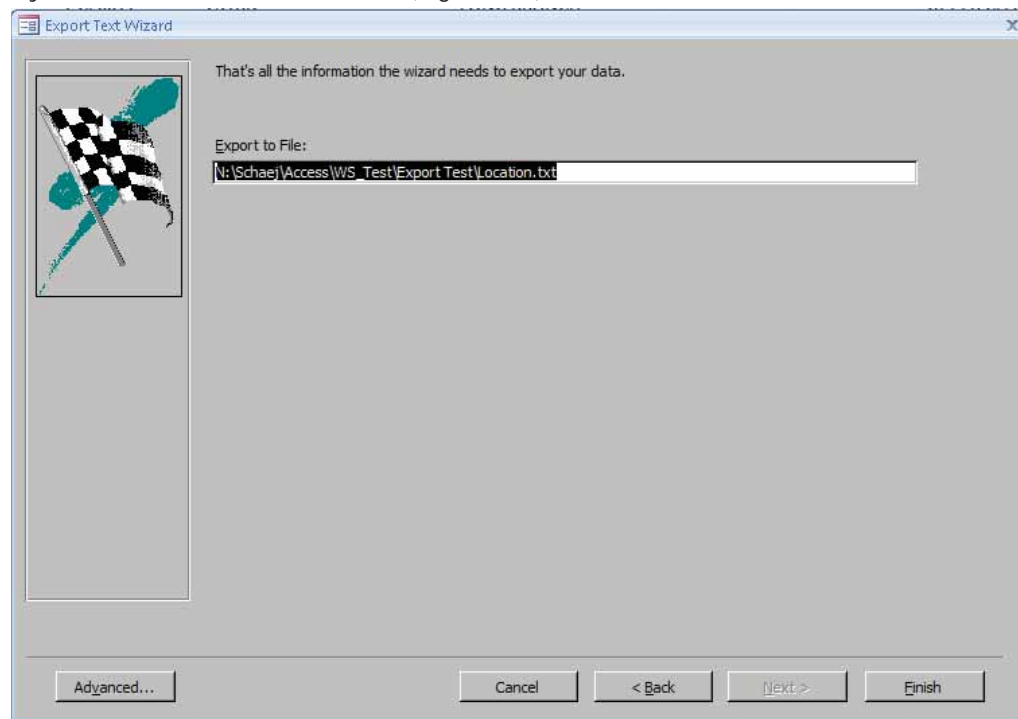 Export Text Wizard
That's all the information the wizard needs to export your data.
Export to File:
N:\Schaej\Access\WS_Test\Export Test\Location.txt
Advanced...
Cancel
< Back
Next >
Finish